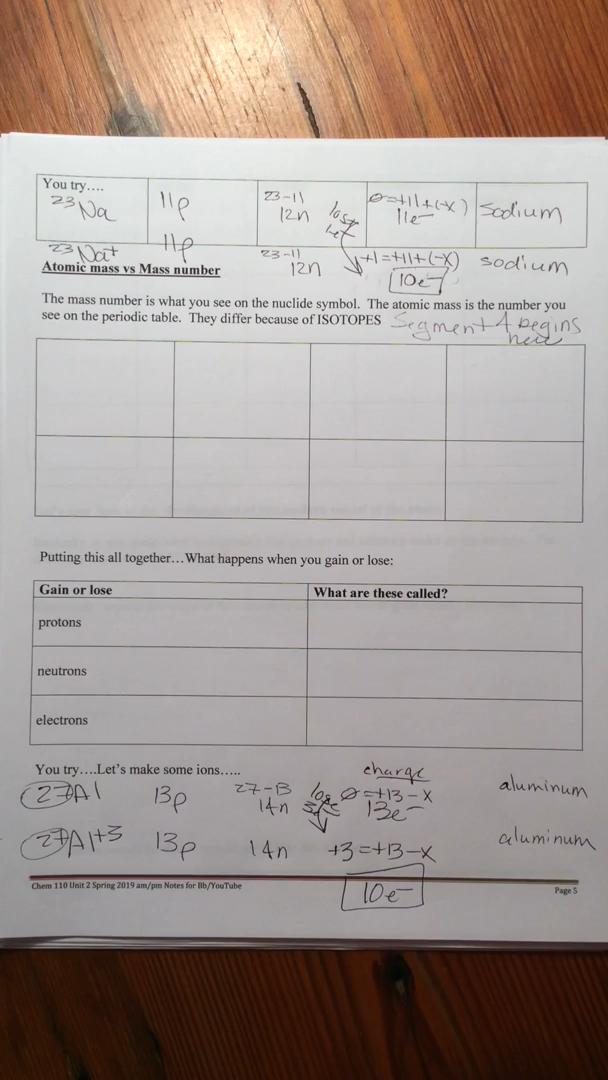 You try....
23Na 11p 23-11 12n lost 1e- 0=+11+(-x) 11e- sodium
23Na+ 11p 23-11 12n +1=+11+(-x) 10e- sodium
Atomic mass vs Mass number
The mass number is what you see on the nuclide symbol. The atomic mass is the number you
see on the periodic table. They differ because of ISOTOPES Segment 4 begins
here
Putting this all together...What happens when you gain or lose:
Gain or lose What are these called?
protons
neutrons
electrons
You try....Let's make some ions..... charge
27Al 13p 27-13 14n lose 3e- 0=+13-x 13e- aluminum
27Al+3 13p 14n +3=+13-x aluminum
10e-
Chem 110 Unit 2 Spring 2019 am/pm Notes for Bb/YouTube Page 5